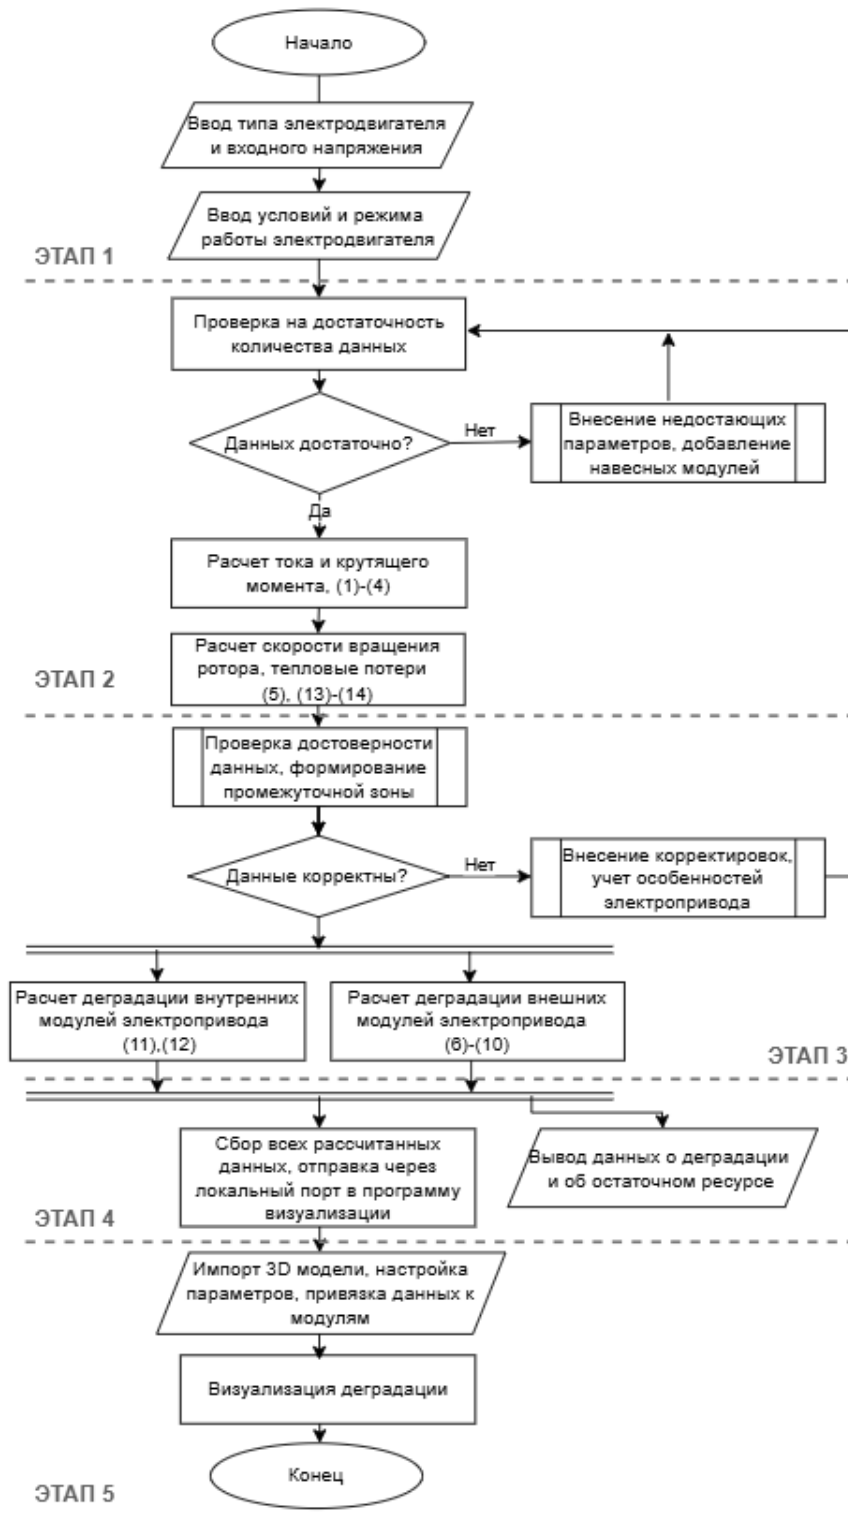 Начало
Ввод типа электродвигателя
и входного напряжения
Ввод условий и режима
работы электродвигателя
ЭТАП 1
Проверка на достаточность
количества данных
Данных достаточно?
Нет
Внесение недостающих
параметров, добавление
навесных модулей
Да
Расчет тока и крутящего
момента, (1)-(4)
Расчет скорости вращения
ротора, тепловые потери
(5), (13)-(14)
ЭТАП 2
Проверка достоверности
данных, формирование
промежуточной зоны
Данные корректны?
Нет
Внесение корректировок,
учет особенностей
электропривода
Расчет деградации внутренних
модулей электропривода
(11),(12)
Расчет деградации внешних
модулей электропривода
(6)-(10)
ЭТАП 3
Сбор всех рассчитанных
данных, отправка через
локальный порт в программу
визуализации
Вывод данных о деградации
и об остаточном ресурсе
ЭТАП 4
Импорт 3D модели, настройка
параметров, привязка данных к
модулям
Визуализация деградации
Конец
ЭТАП 5